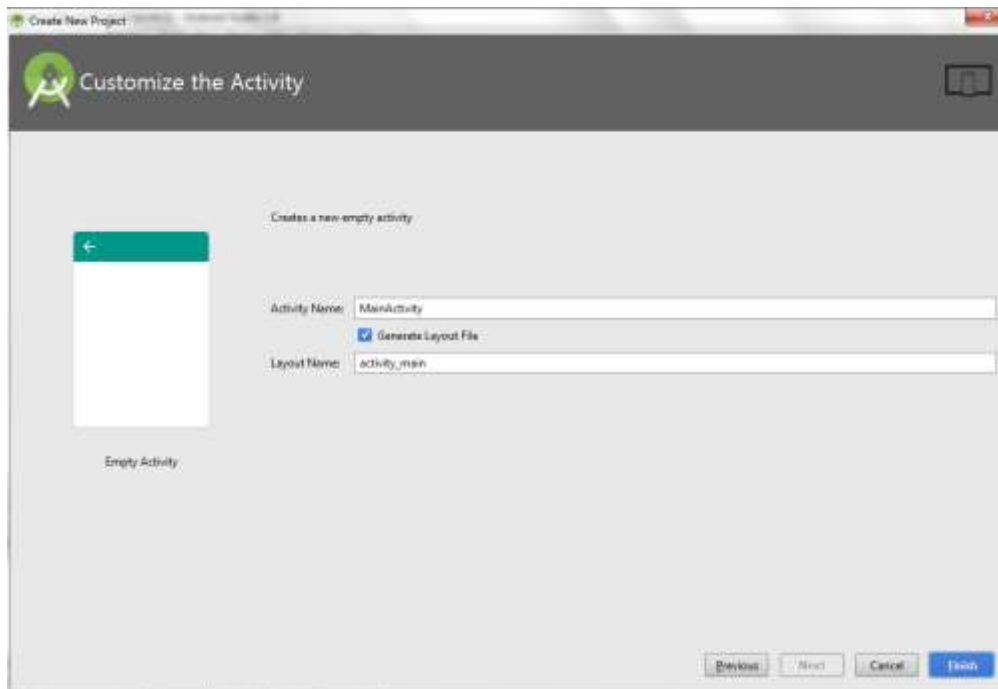 Create New Project
Customize the Activity
Creates a new empty activity
Activity Name: MainActivity
Generate Layout File
Layout Name: activity_main
Empty Activity
Previous Next Cancel Finish